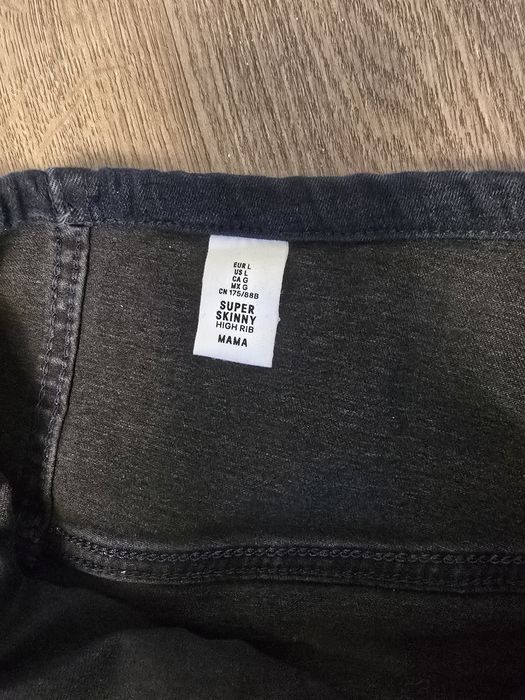 EUR L
US L
CA G
MX G
CN 175/88B
SUPER
SKINNY
HIGH RIB
MAMA